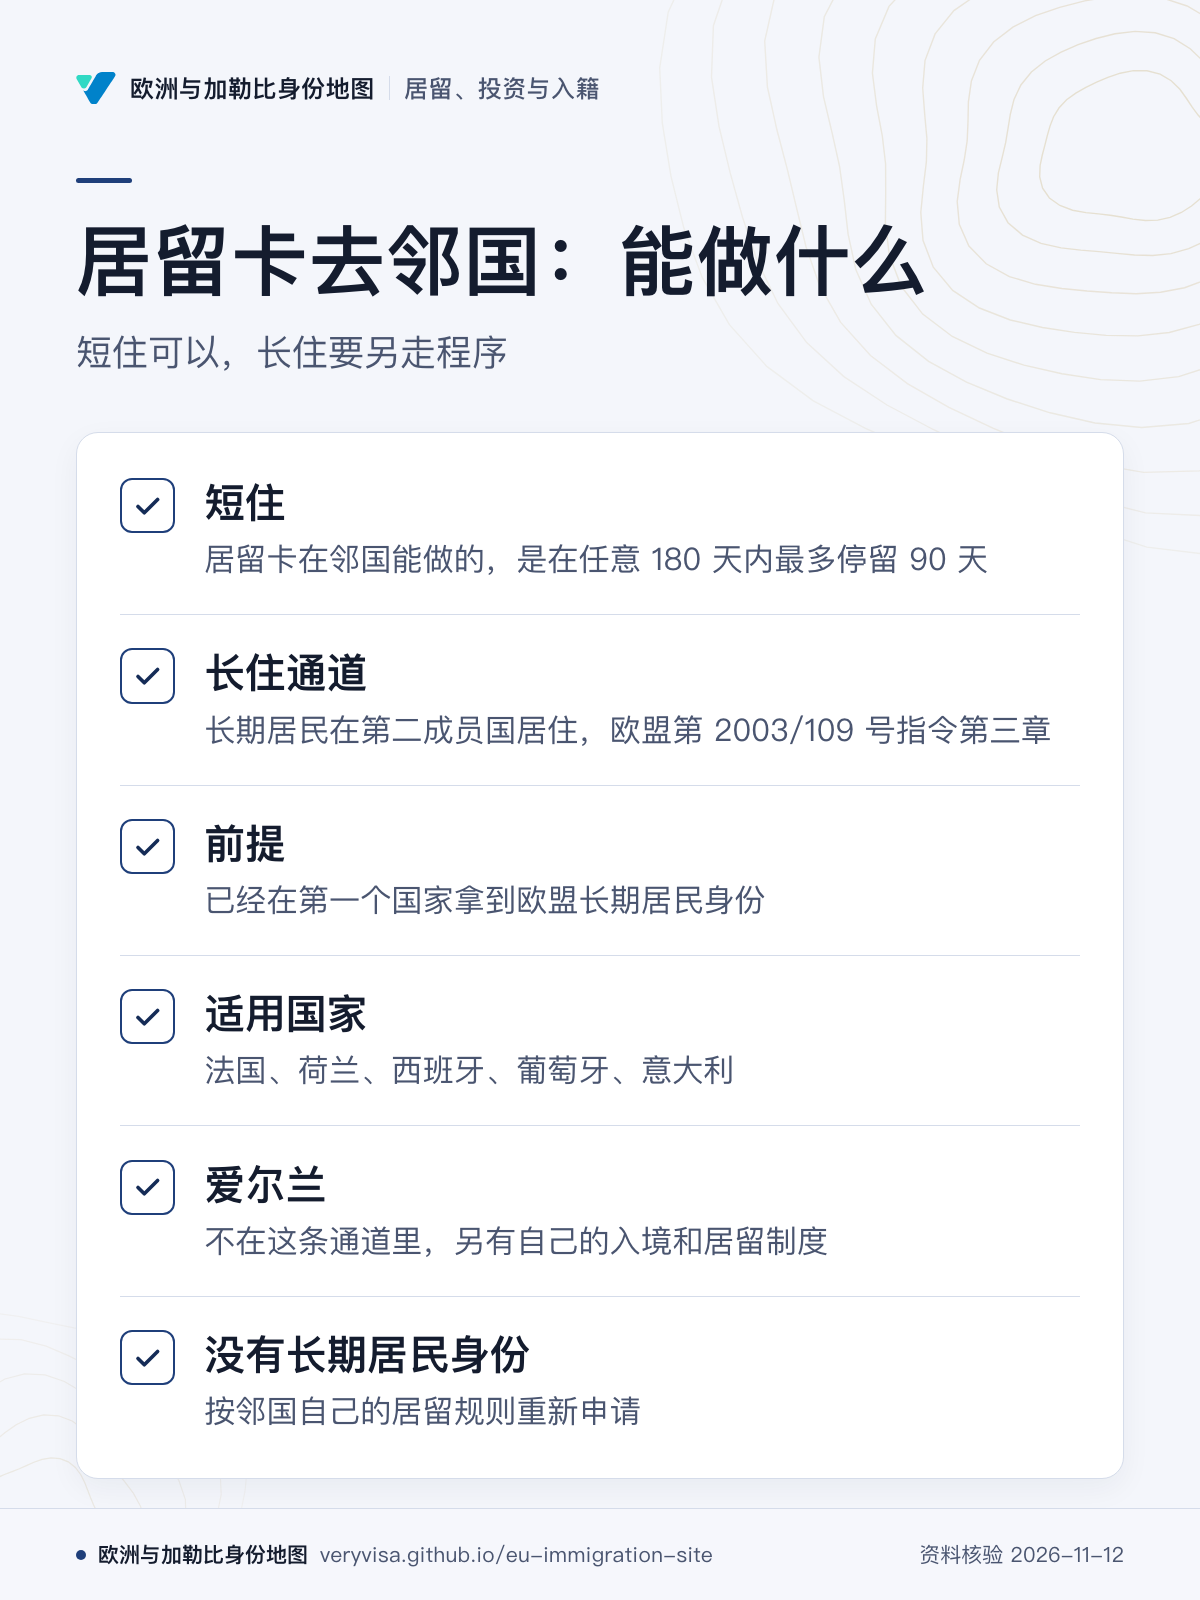 欧洲与加勒比身份地图 居留、投资与入籍
居留卡去邻国：能做什么
短住可以，长住要另走程序
短住
居留卡在邻国能做的，是在任意 180 天内最多停留 90 天
长住通道
长期居民在第二成员国居住，欧盟第 2003/109 号指令第三章
前提
已经在第一个国家拿到欧盟长期居民身份
适用国家
法国、荷兰、西班牙、葡萄牙、意大利
爱尔兰
不在这条通道里，另有自己的入境和居留制度
没有长期居民身份
按邻国自己的居留规则重新申请
欧洲与加勒比身份地图 veryvisa.github.io/eu-immigration-site 资料核验 2026-11-12